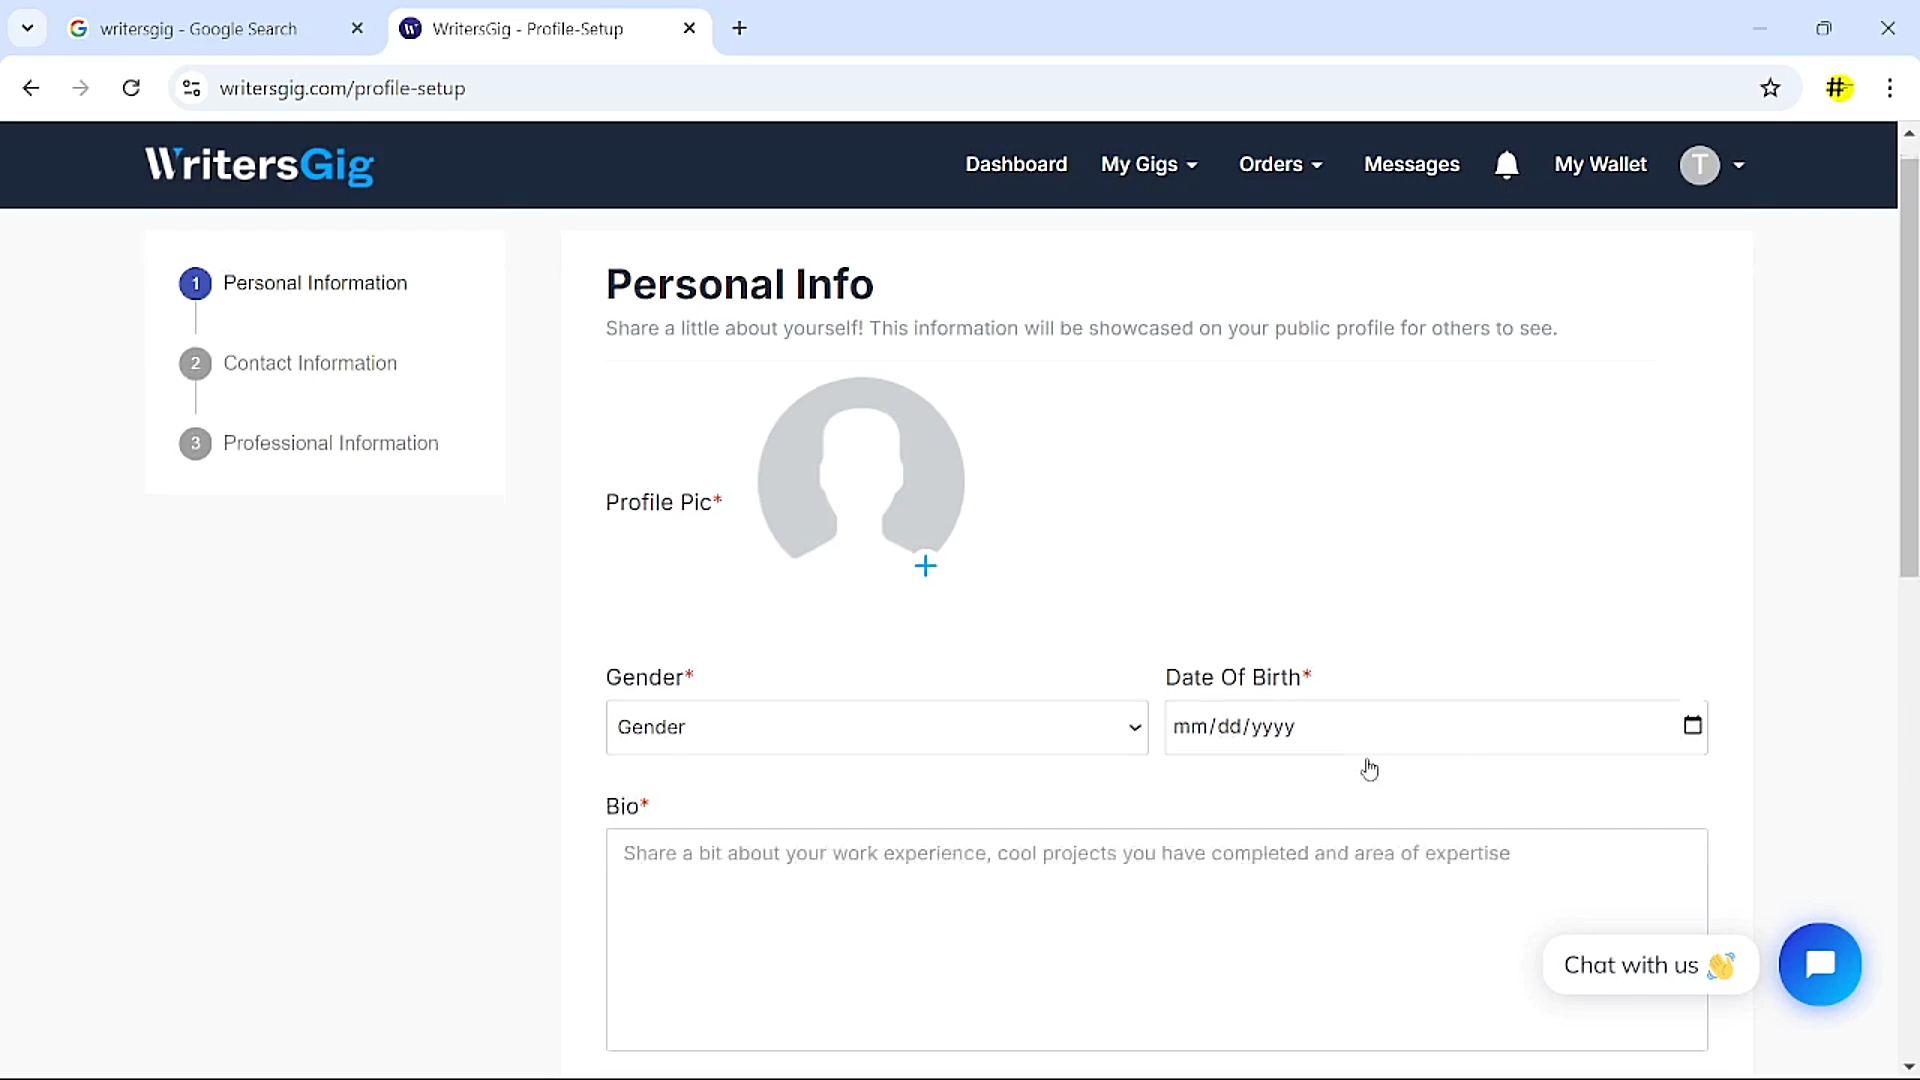 writersgig - Google Search
WritersGig - Profile-Setup
writersgig.com/profile-setup
#
WritersGig
Dashboard
My Gigs
Orders
Messages
My Wallet
T
1 Personal Information
2 Contact Information
3 Professional Information
Personal Info
Share a little about yourself! This information will be showcased on your public profile for others to see.
Profile Pic*
Gender*
Date Of Birth*
Gender
mm/dd/yyyy
Bio*
Share a bit about your work experience, cool projects you have completed and area of expertise
Chat with us 👋